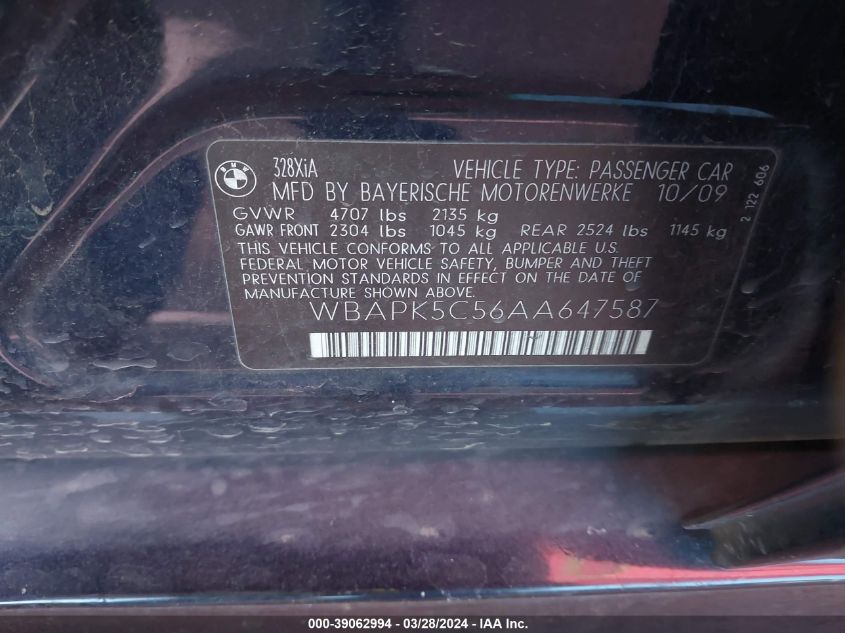 BMW
328XiA VEHICLE TYPE: PASSENGER CAR
MFD BY BAYERISCHE MOTORENWERKE 10/09
GVWR 4707 lbs 2135 kg
GAWR FRONT 2304 lbs 1045 kg REAR 2524 lbs 1145 kg
THIS VEHICLE CONFORMS TO ALL APPLICABLE U.S.
FEDERAL MOTOR VEHICLE SAFETY, BUMPER AND THEFT
PREVENTION STANDARDS IN EFFECT ON THE DATE OF
MANUFACTURE SHOWN ABOVE.
WBAPK5C56AA647587
2 122 606
000-39062994 / 03/28/2024 - IAA Inc.